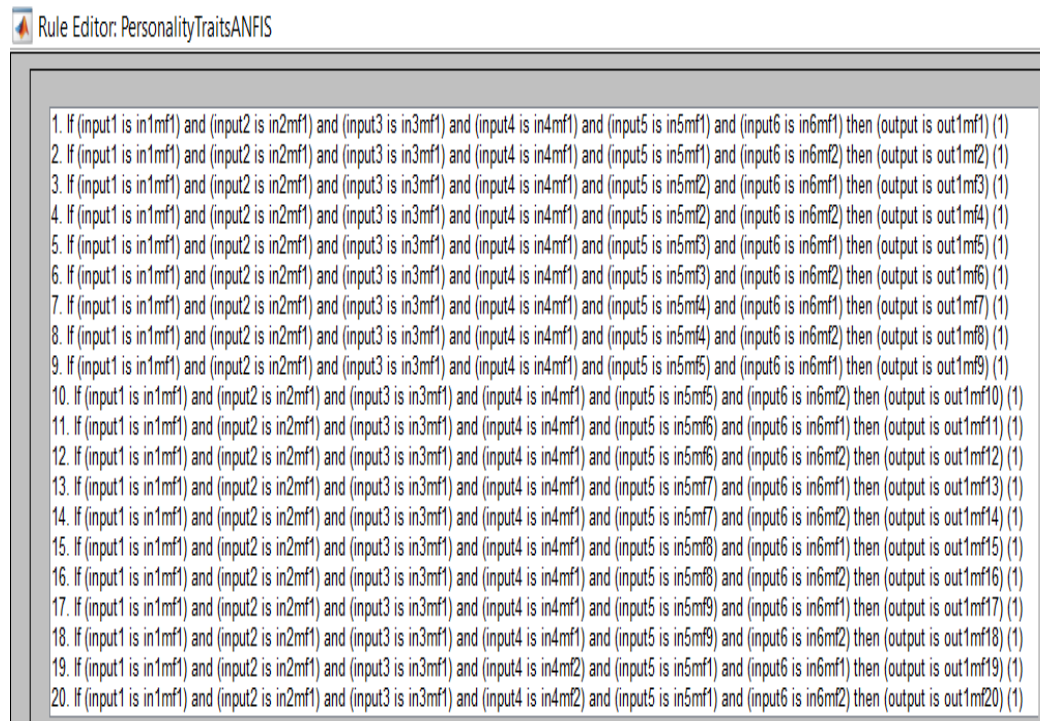 Rule Editor: PersonalityTraitsANFIS
1. If (input1 is in1mf1) and (input2 is in2mf1) and (input3 is in3mf1) and (input4 is in4mf1) and (input5 is in5mf1) and (input6 is in6mf1) then (output is out1mf1) (1)
2. If (input1 is in1mf1) and (input2 is in2mf1) and (input3 is in3mf1) and (input4 is in4mf1) and (input5 is in5mf1) and (input6 is in6mf2) then (output is out1mf2) (1)
3. If (input1 is in1mf1) and (input2 is in2mf1) and (input3 is in3mf1) and (input4 is in4mf1) and (input5 is in5mf2) and (input6 is in6mf1) then (output is out1mf3) (1)
4. If (input1 is in1mf1) and (input2 is in2mf1) and (input3 is in3mf1) and (input4 is in4mf1) and (input5 is in5mf2) and (input6 is in6mf2) then (output is out1mf4) (1)
5. If (input1 is in1mf1) and (input2 is in2mf1) and (input3 is in3mf1) and (input4 is in4mf1) and (input5 is in5mf3) and (input6 is in6mf1) then (output is out1mf5) (1)
6. If (input1 is in1mf1) and (input2 is in2mf1) and (input3 is in3mf1) and (input4 is in4mf1) and (input5 is in5mf3) and (input6 is in6mf2) then (output is out1mf6) (1)
7. If (input1 is in1mf1) and (input2 is in2mf1) and (input3 is in3mf1) and (input4 is in4mf1) and (input5 is in5mf4) and (input6 is in6mf1) then (output is out1mf7) (1)
8. If (input1 is in1mf1) and (input2 is in2mf1) and (input3 is in3mf1) and (input4 is in4mf1) and (input5 is in5mf4) and (input6 is in6mf2) then (output is out1mf8) (1)
9. If (input1 is in1mf1) and (input2 is in2mf1) and (input3 is in3mf1) and (input4 is in4mf1) and (input5 is in5mf5) and (input6 is in6mf1) then (output is out1mf9) (1)
10. If (input1 is in1mf1) and (input2 is in2mf1) and (input3 is in3mf1) and (input4 is in4mf1) and (input5 is in5mf5) and (input6 is in6mf2) then (output is out1mf10) (1)
11. If (input1 is in1mf1) and (input2 is in2mf1) and (input3 is in3mf1) and (input4 is in4mf1) and (input5 is in5mf6) and (input6 is in6mf1) then (output is out1mf11) (1)
12. If (input1 is in1mf1) and (input2 is in2mf1) and (input3 is in3mf1) and (input4 is in4mf1) and (input5 is in5mf6) and (input6 is in6mf2) then (output is out1mf12) (1)
13. If (input1 is in1mf1) and (input2 is in2mf1) and (input3 is in3mf1) and (input4 is in4mf1) and (input5 is in5mf7) and (input6 is in6mf1) then (output is out1mf13) (1)
14. If (input1 is in1mf1) and (input2 is in2mf1) and (input3 is in3mf1) and (input4 is in4mf1) and (input5 is in5mf7) and (input6 is in6mf2) then (output is out1mf14) (1)
15. If (input1 is in1mf1) and (input2 is in2mf1) and (input3 is in3mf1) and (input4 is in4mf1) and (input5 is in5mf8) and (input6 is in6mf1) then (output is out1mf15) (1)
16. If (input1 is in1mf1) and (input2 is in2mf1) and (input3 is in3mf1) and (input4 is in4mf1) and (input5 is in5mf8) and (input6 is in6mf2) then (output is out1mf16) (1)
17. If (input1 is in1mf1) and (input2 is in2mf1) and (input3 is in3mf1) and (input4 is in4mf1) and (input5 is in5mf9) and (input6 is in6mf1) then (output is out1mf17) (1)
18. If (input1 is in1mf1) and (input2 is in2mf1) and (input3 is in3mf1) and (input4 is in4mf1) and (input5 is in5mf9) and (input6 is in6mf2) then (output is out1mf18) (1)
19. If (input1 is in1mf1) and (input2 is in2mf1) and (input3 is in3mf1) and (input4 is in4mf2) and (input5 is in5mf1) and (input6 is in6mf1) then (output is out1mf19) (1)
20. If (input1 is in1mf1) and (input2 is in2mf1) and (input3 is in3mf1) and (input4 is in4mf2) and (input5 is in5mf1) and (input6 is in6mf2) then (output is out1mf20) (1)